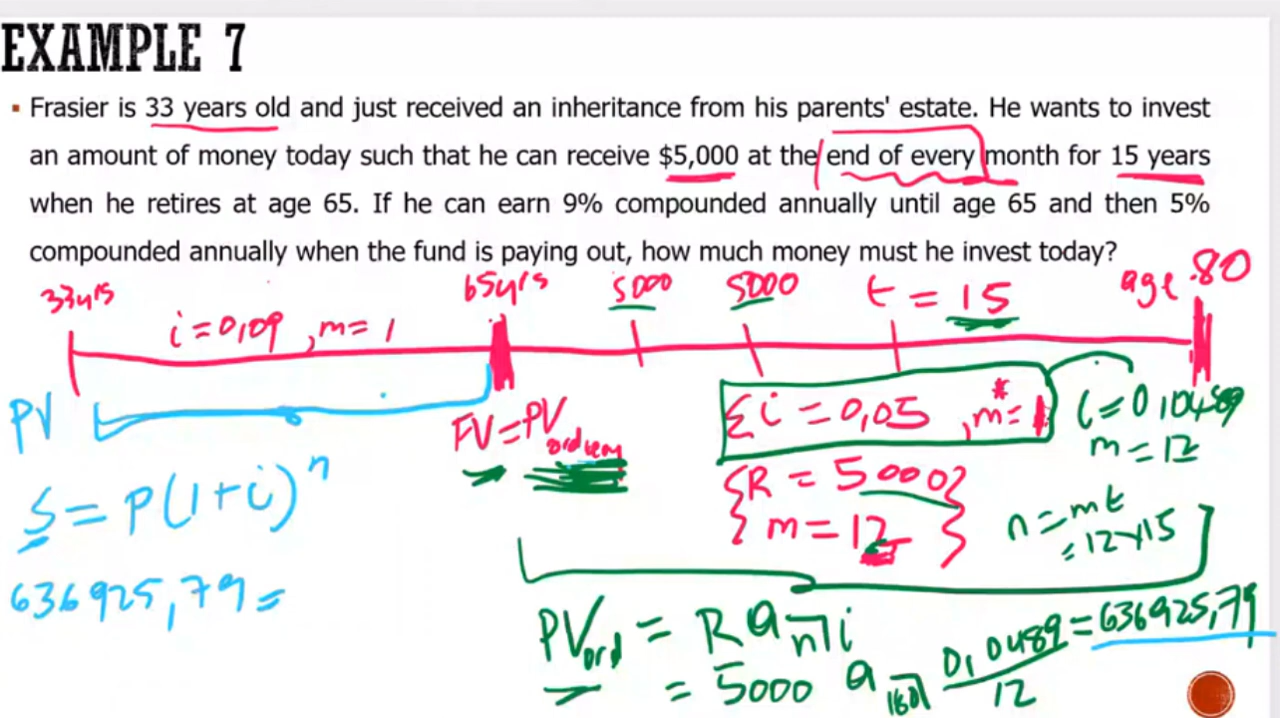 EXAMPLE 7
▪ Frasier is 33 years old and just received an inheritance from his parents' estate. He wants to invest
an amount of money today such that he can receive $5,000 at the end of every month for 15 years
when he retires at age 65. If he can earn 9% compounded annually until age 65 and then 5%
compounded annually when the fund is paying out, how much money must he invest today?
33yrs 65yrs 5000 5000 t = 15 age 80
i = 0,09 , m = 1
PV
FV = PV
i = 0,05 , m = 1
i = 0,0489
m = 12
S = P(1+i)^n
R = 5000
m = 12
n = mt
= 12×15
636925,79 =
PV_ord = R a n i = 636925,79
= 5000 a 180 0,0489/12